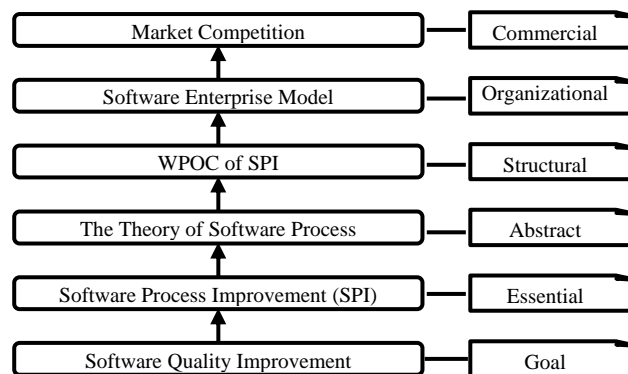 Market Competition
Commercial
Software Enterprise Model
Organizational
WPOC of SPI
Structural
The Theory of Software Process
Abstract
Software Process Improvement (SPI)
Essential
Software Quality Improvement
Goal